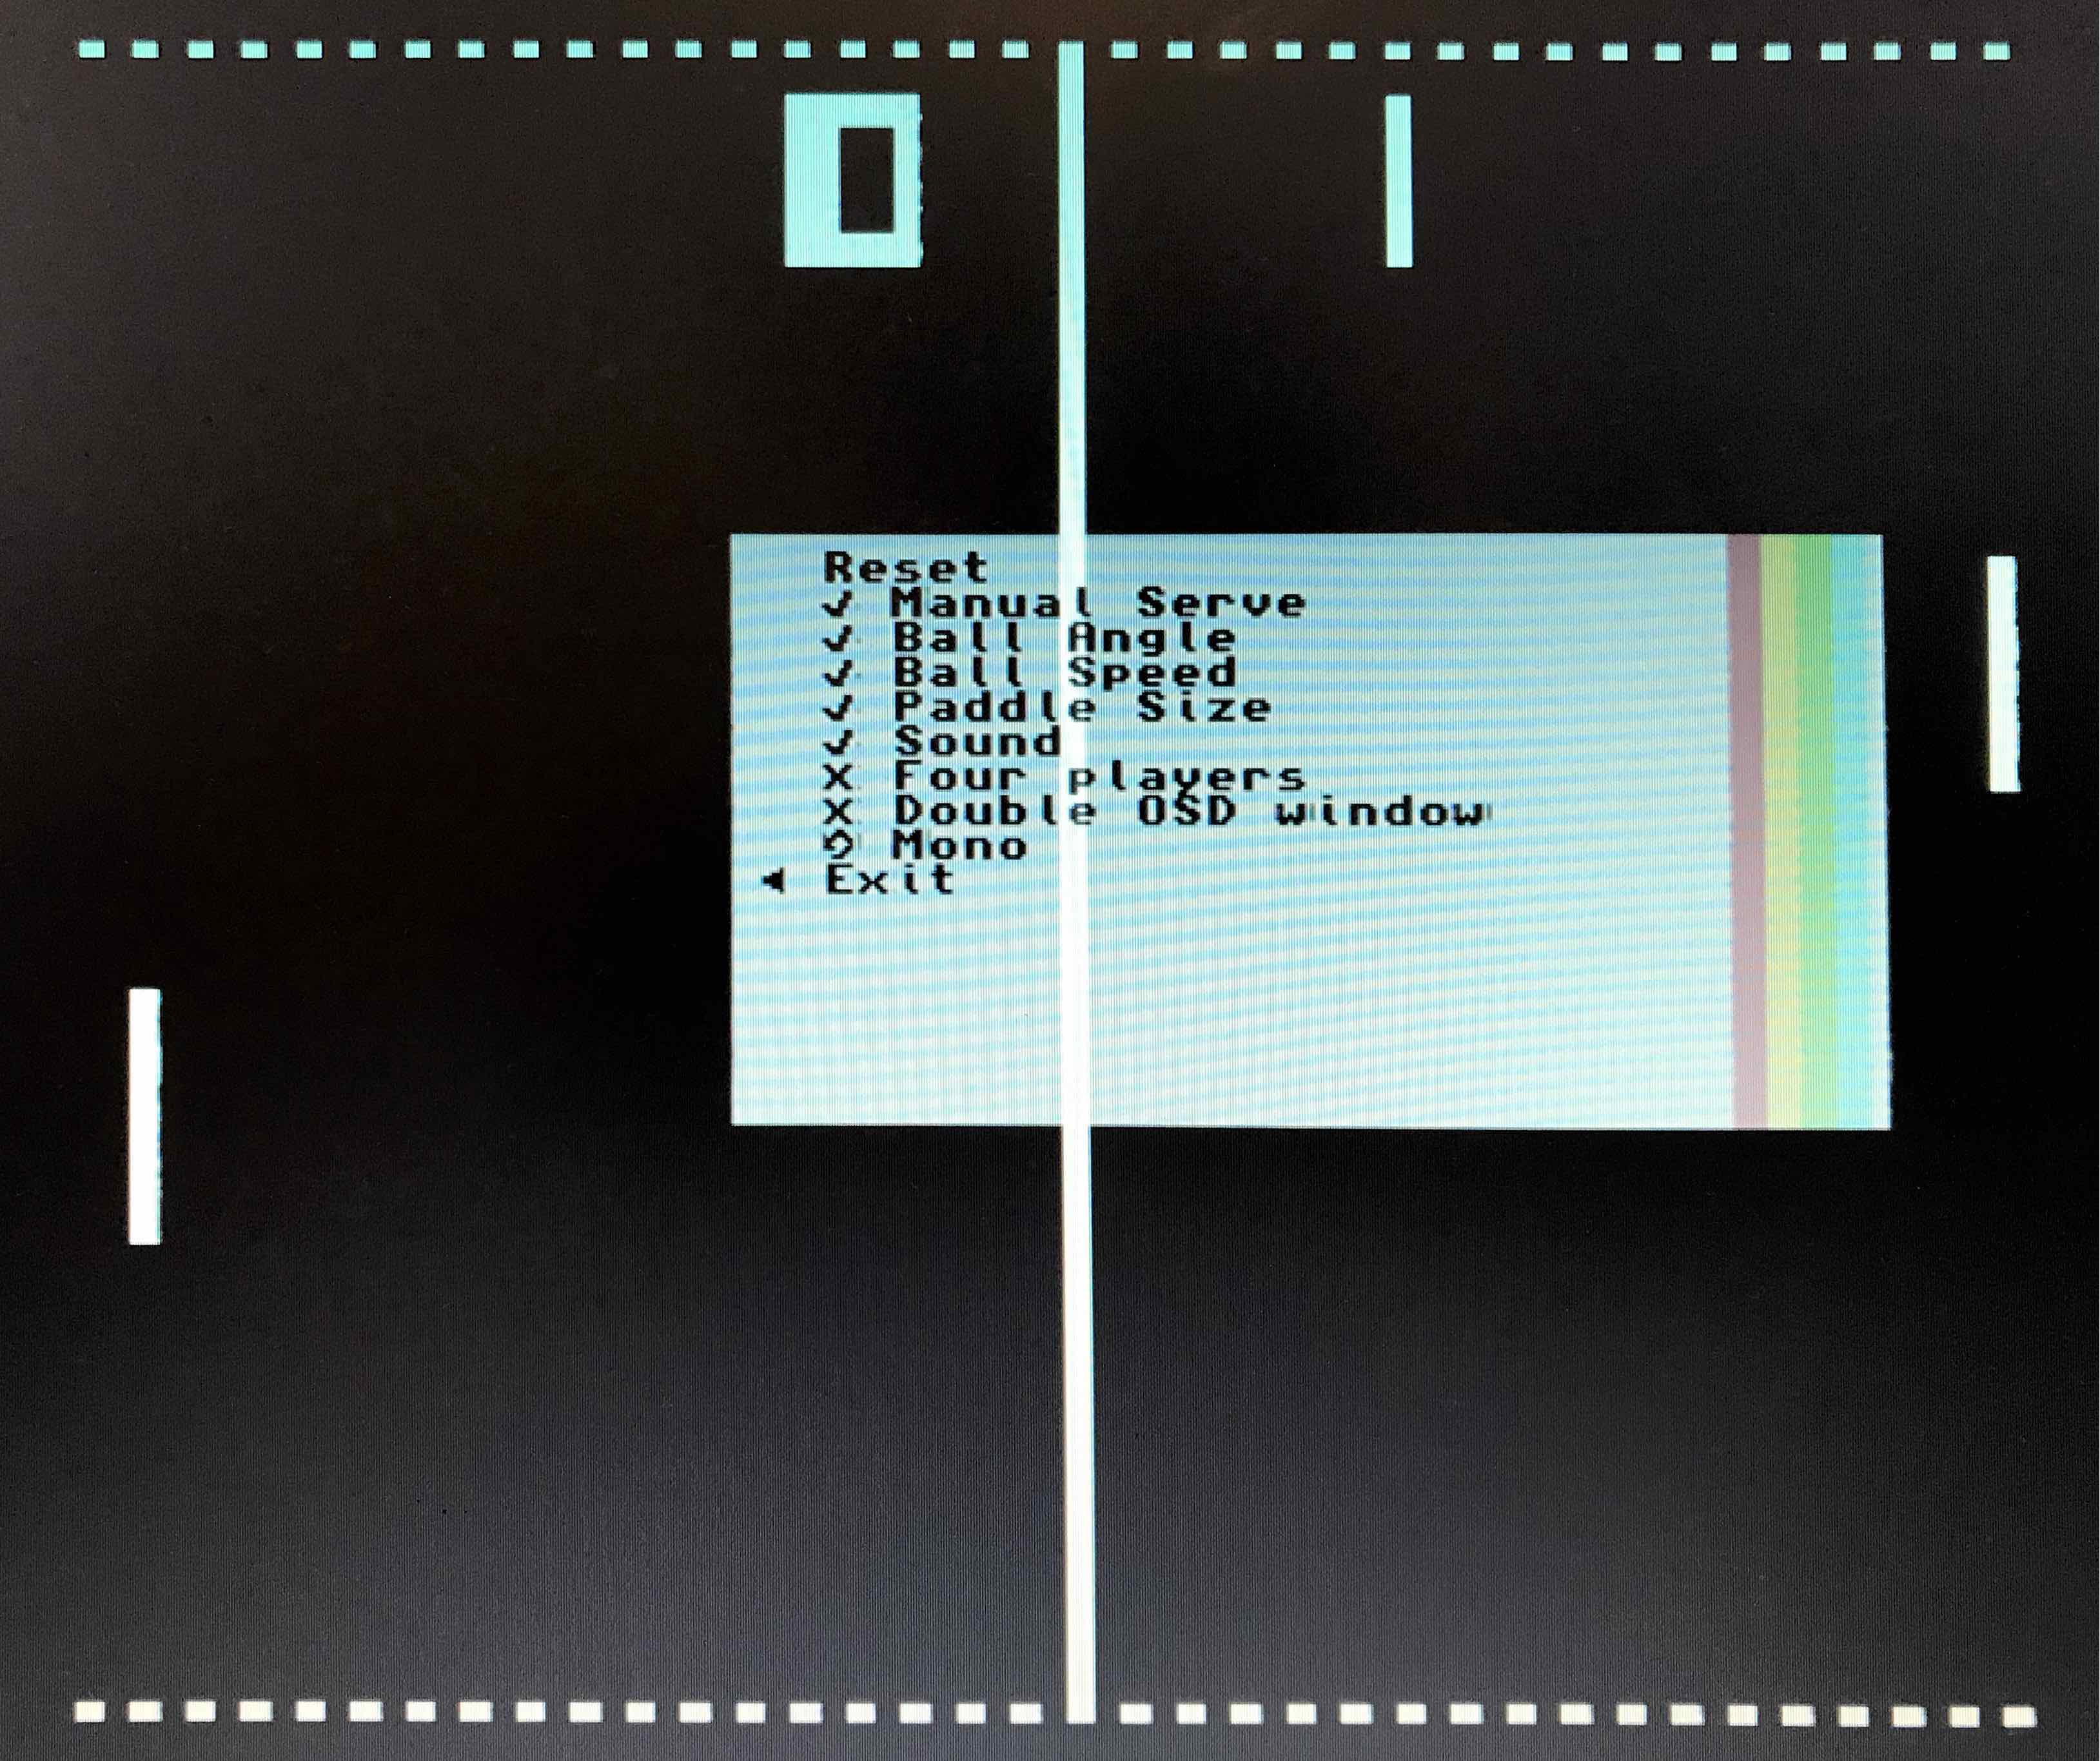 0 1
Reset
✓ Manual Serve
✓ Ball Angle
✓ Ball Speed
✓ Paddle Size
✓ Sound
X Four players
X Double OSD window
Mono
◄ Exit